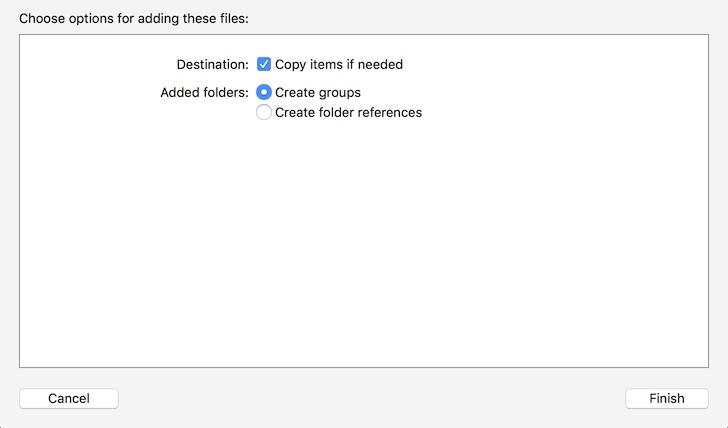 Choose options for adding these files:
Destination: Copy items if needed
Added folders: Create groups
Create folder references
Cancel Finish